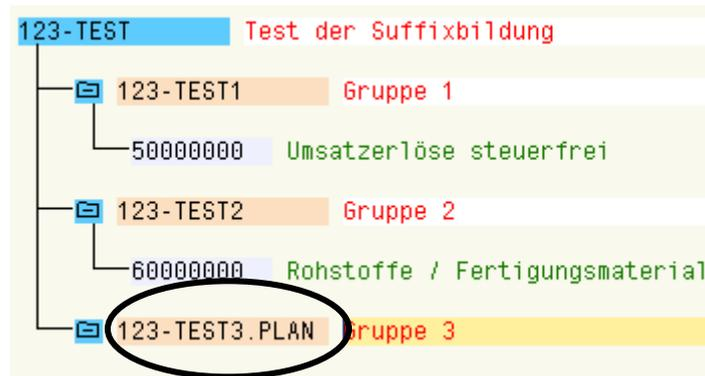 123-TEST Test der Suffixbildung
123-TEST1 Gruppe 1
50000000 Umsatzerlöse steuerfrei
123-TEST2 Gruppe 2
60000000 Rohstoffe / Fertigungsmaterial
123-TEST3.PLAN Gruppe 3